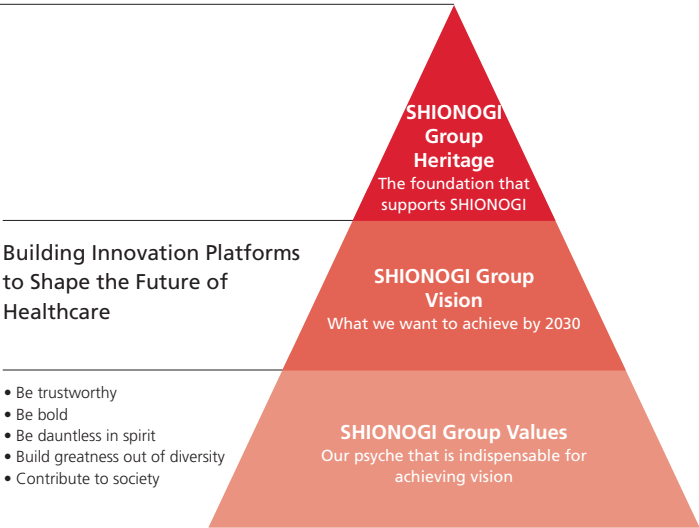 SHIONOGI
Group
Heritage
The foundation that
supports SHIONOGI
Building Innovation Platforms
to Shape the Future of
Healthcare
SHIONOGI Group
Vision
What we want to achieve by 2030
• Be trustworthy
• Be bold
• Be dauntless in spirit
• Build greatness out of diversity
• Contribute to society
SHIONOGI Group Values
Our psyche that is indispensable for
achieving vision